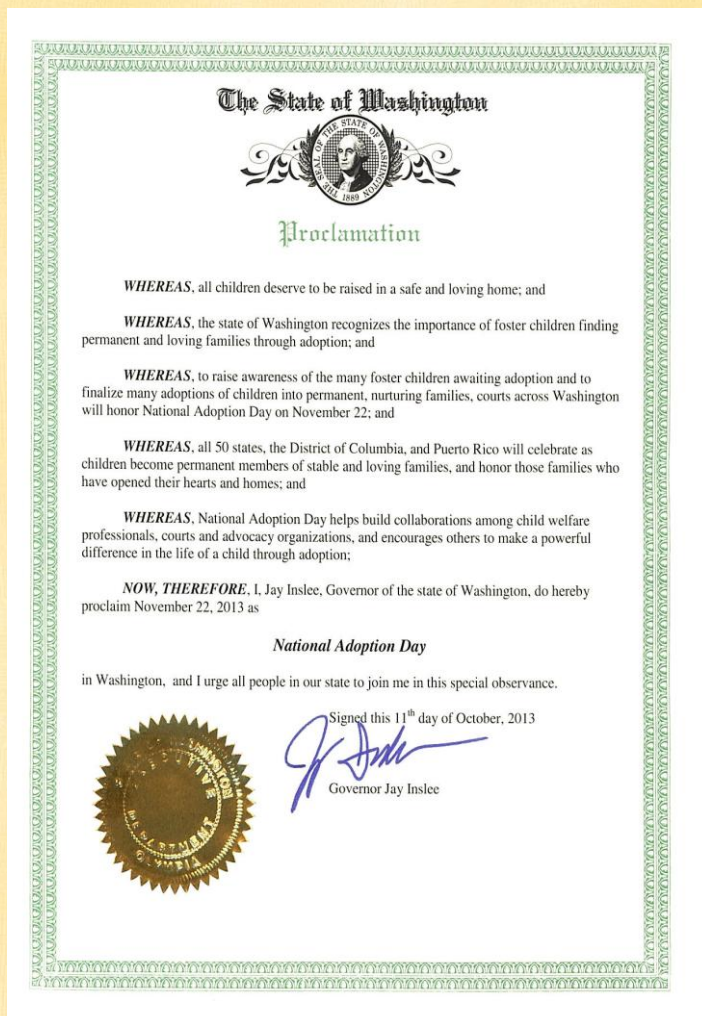 The State of Washington
THE SEAL OF THE STATE OF WASHINGTON
1889
Proclamation
WHEREAS, all children deserve to be raised in a safe and loving home; and
WHEREAS, the state of Washington recognizes the importance of foster children finding
permanent and loving families through adoption; and
WHEREAS, to raise awareness of the many foster children awaiting adoption and to
finalize many adoptions of children into permanent, nurturing families, courts across Washington
will honor National Adoption Day on November 22; and
WHEREAS, all 50 states, the District of Columbia, and Puerto Rico will celebrate as
children become permanent members of stable and loving families, and honor those families who
have opened their hearts and homes; and
WHEREAS, National Adoption Day helps build collaborations among child welfare
professionals, courts and advocacy organizations, and encourages others to make a powerful
difference in the life of a child through adoption;
NOW, THEREFORE, I, Jay Inslee, Governor of the state of Washington, do hereby
proclaim November 22, 2013 as
National Adoption Day
in Washington, and I urge all people in our state to join me in this special observance.
Signed this 11th day of October, 2013
Governor Jay Inslee
EXECUTIVE
DEPARTMENT
OLYMPIA